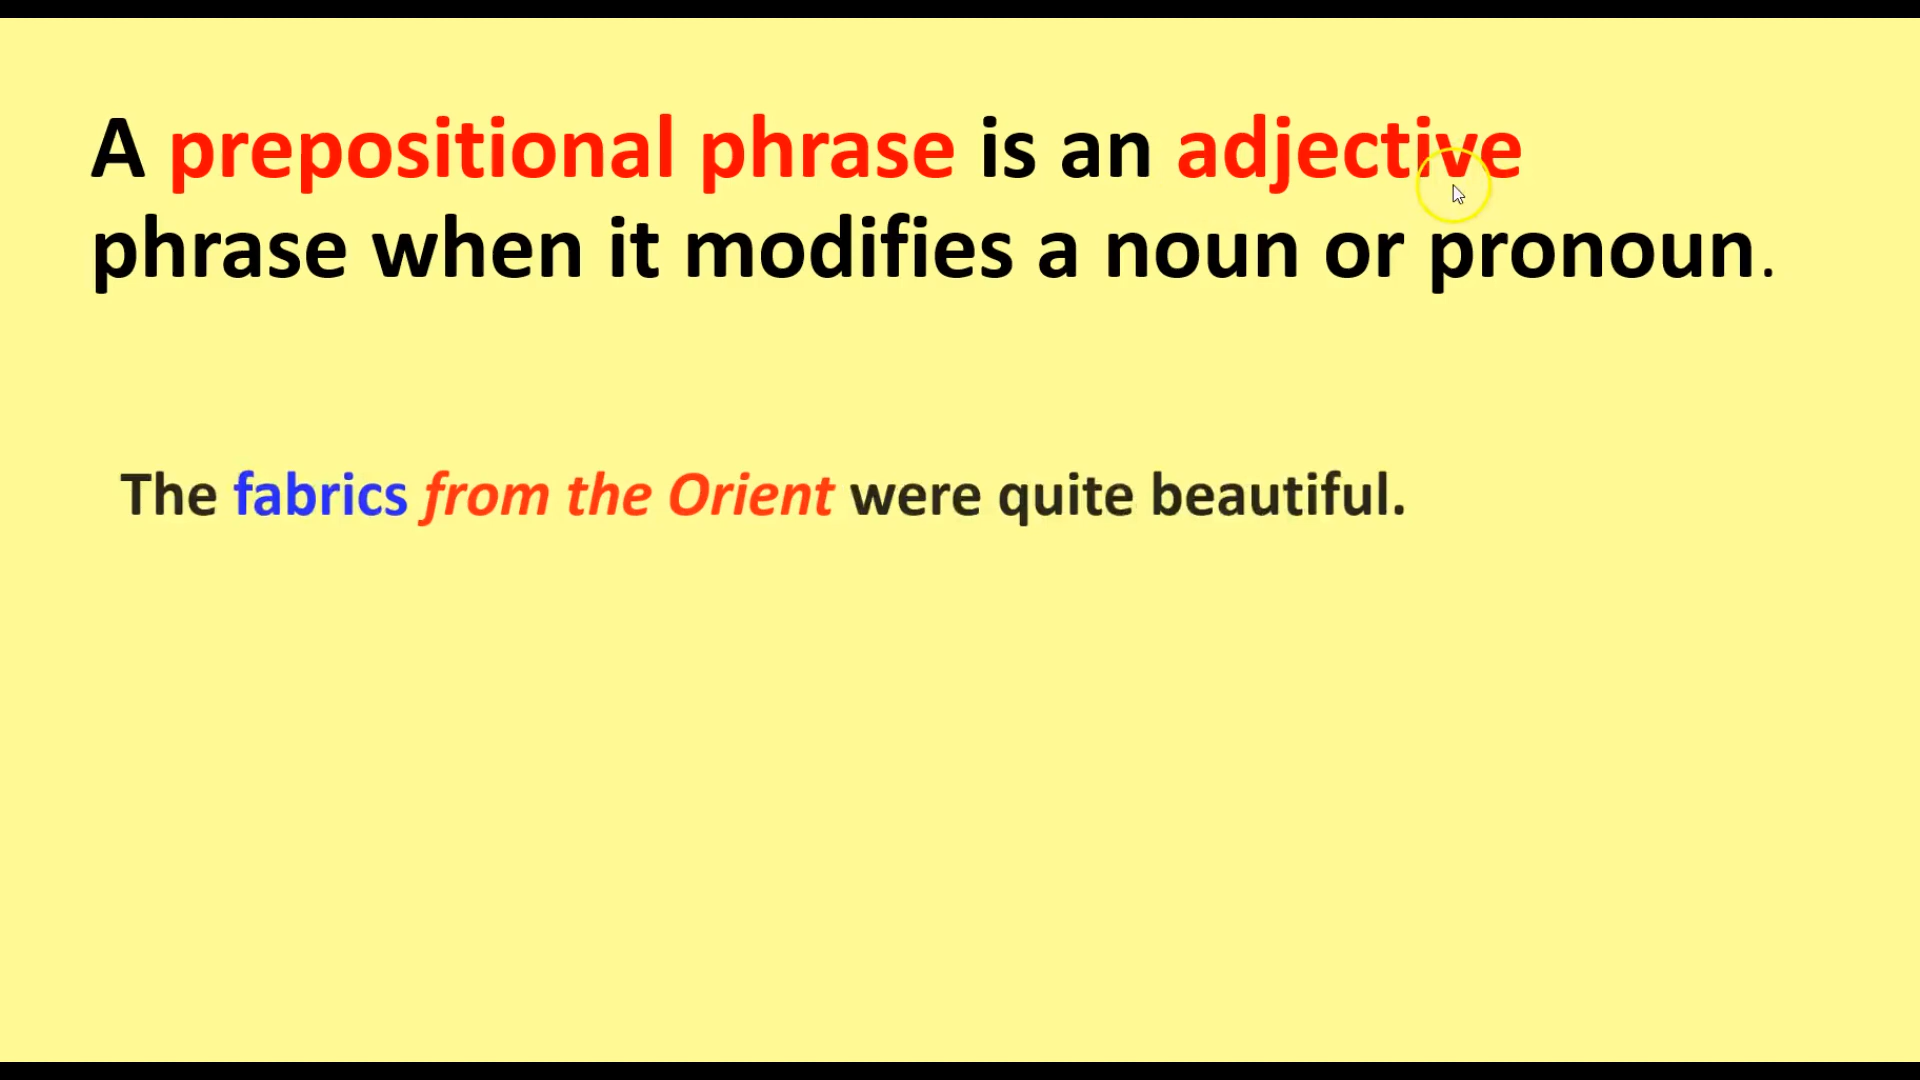 A prepositional phrase is an adjective
phrase when it modifies a noun or pronoun.
The fabrics from the Orient were quite beautiful.